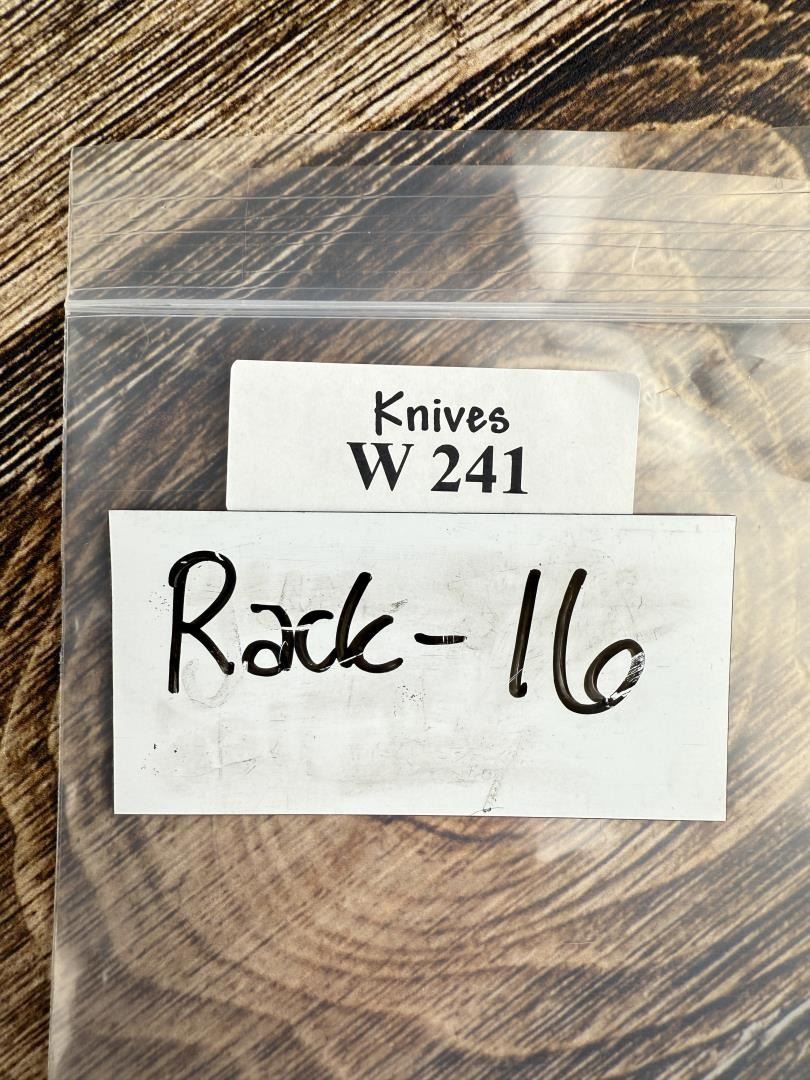 Knives
W 241
Rack - 16